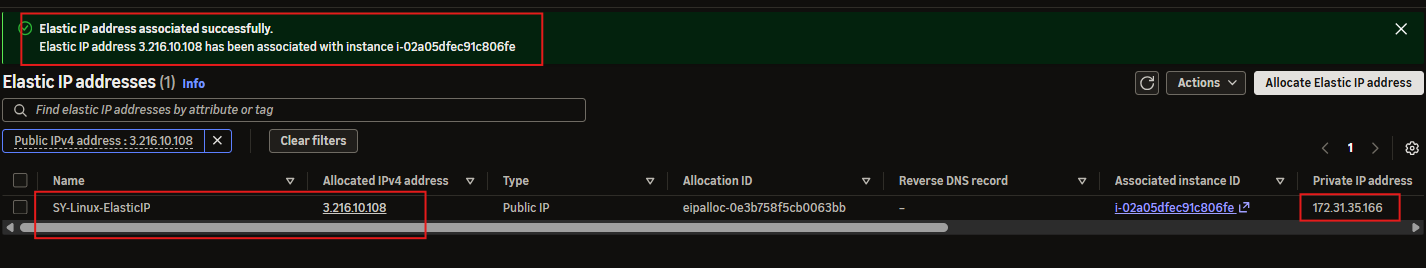 Elastic IP address associated successfully.
Elastic IP address 3.216.10.108 has been associated with instance i-02a05dfec91c806fe
Elastic IP addresses (1) Info
Actions
Allocate Elastic IP address
Find elastic IP addresses by attribute or tag
Public IPv4 address : 3.216.10.108
Clear filters
1
Name Allocated IPv4 address Type Allocation ID Reverse DNS record Associated instance ID Private IP address
SY-Linux-ElasticIP 3.216.10.108 Public IP eipalloc-0e3b758f5cb0063bb – i-02a05dfec91c806fe 172.31.35.166